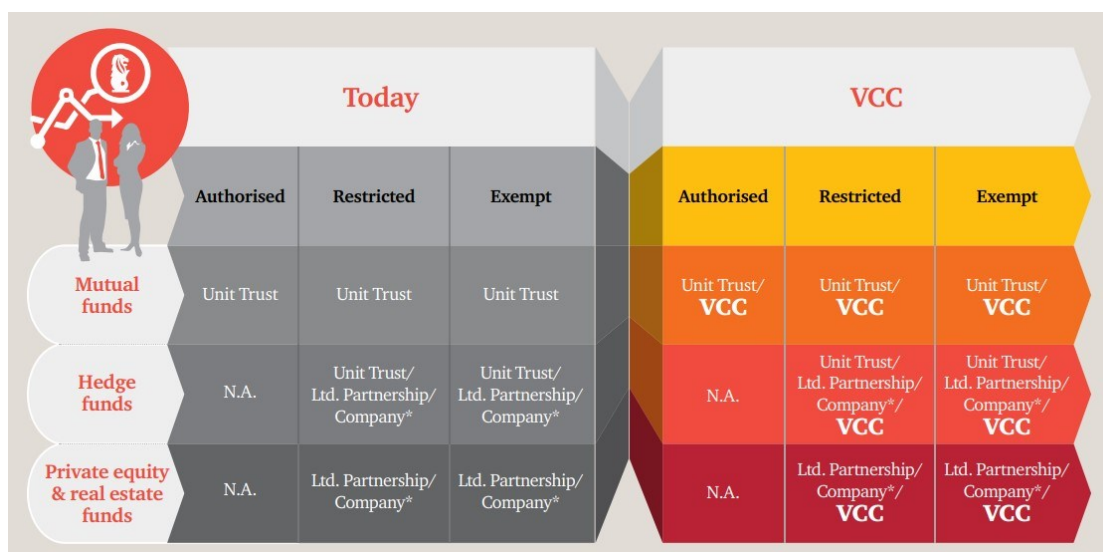 Today
VCC
Authorised
Restricted
Exempt
Authorised
Restricted
Exempt
Mutual
funds
Unit Trust
Unit Trust
Unit Trust
Unit Trust/
VCC
Unit Trust/
VCC
Unit Trust/
VCC
Hedge
funds
N.A.
Unit Trust/
Ltd. Partnership/
Company*
Unit Trust/
Ltd. Partnership/
Company*
N.A.
Unit Trust/
Ltd. Partnership/
Company*/
VCC
Unit Trust/
Ltd. Partnership/
Company*/
VCC
Private equity
& real estate
funds
N.A.
Ltd. Partnership/
Company*
Ltd. Partnership/
Company*
N.A.
Ltd. Partnership/
Company*/
VCC
Ltd. Partnership/
Company*/
VCC